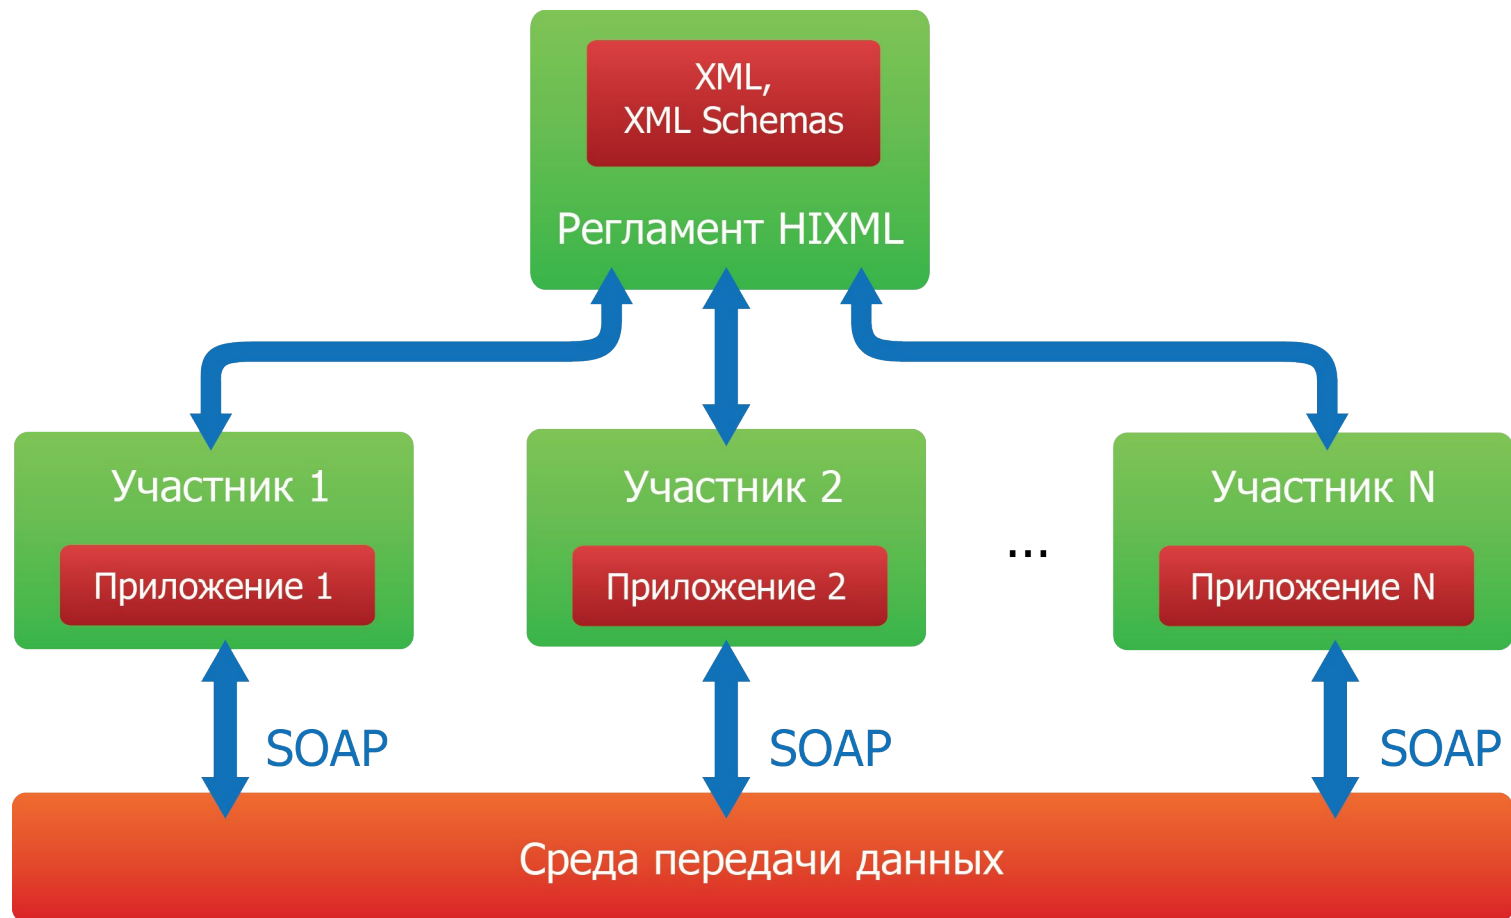 XML,
XML Schemas
Регламент HIXML
Участник 1
Участник 2
Участник N
Приложение 1
Приложение 2
...
Приложение N
SOAP
SOAP
SOAP
Среда передачи данных